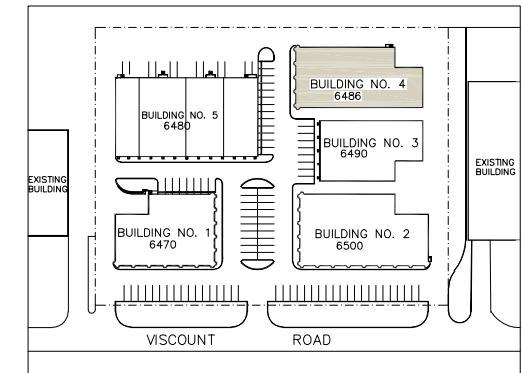 BUILDING NO. 4
6486
BUILDING NO. 5
6480
BUILDING NO. 3
6490
EXISTING
BUILDING
EXISTING
BUILDING
BUILDING NO. 1
6470
BUILDING NO. 2
6500
VISCOUNT ROAD